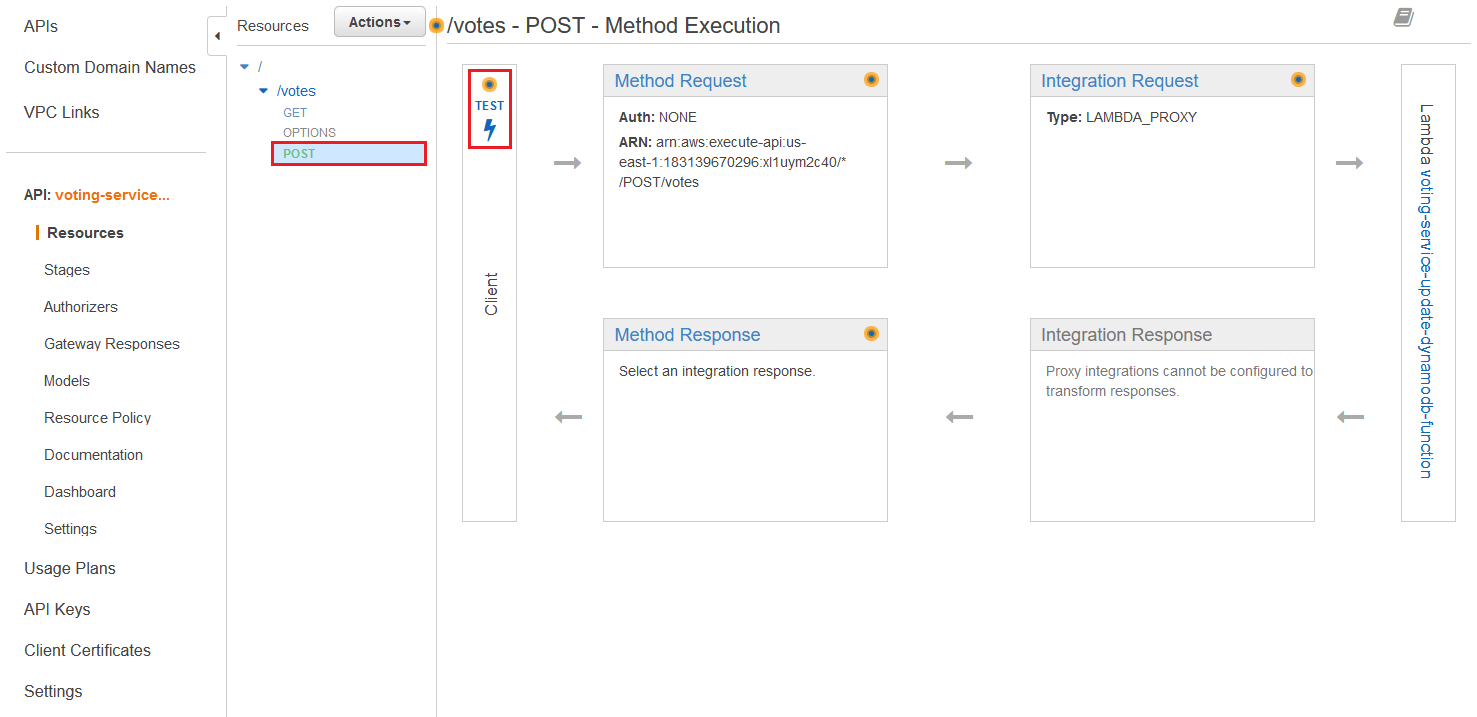 APIs
Custom Domain Names
VPC Links
API: voting-service...
Resources
Stages
Authorizers
Gateway Responses
Models
Resource Policy
Documentation
Dashboard
Settings
Usage Plans
API Keys
Client Certificates
Settings
Resources
Actions
/
/votes
GET
OPTIONS
POST
/votes - POST - Method Execution
TEST
Client
Method Request
Auth: NONE
ARN: arn:aws:execute-api:us-
east-1:183139670296:xl1uym2c40/*
/POST/votes
Integration Request
Type: LAMBDA_PROXY
Lambda voting-service-update-dynamodb-function
Method Response
Select an integration response.
Integration Response
Proxy integrations cannot be configured to
transform responses.